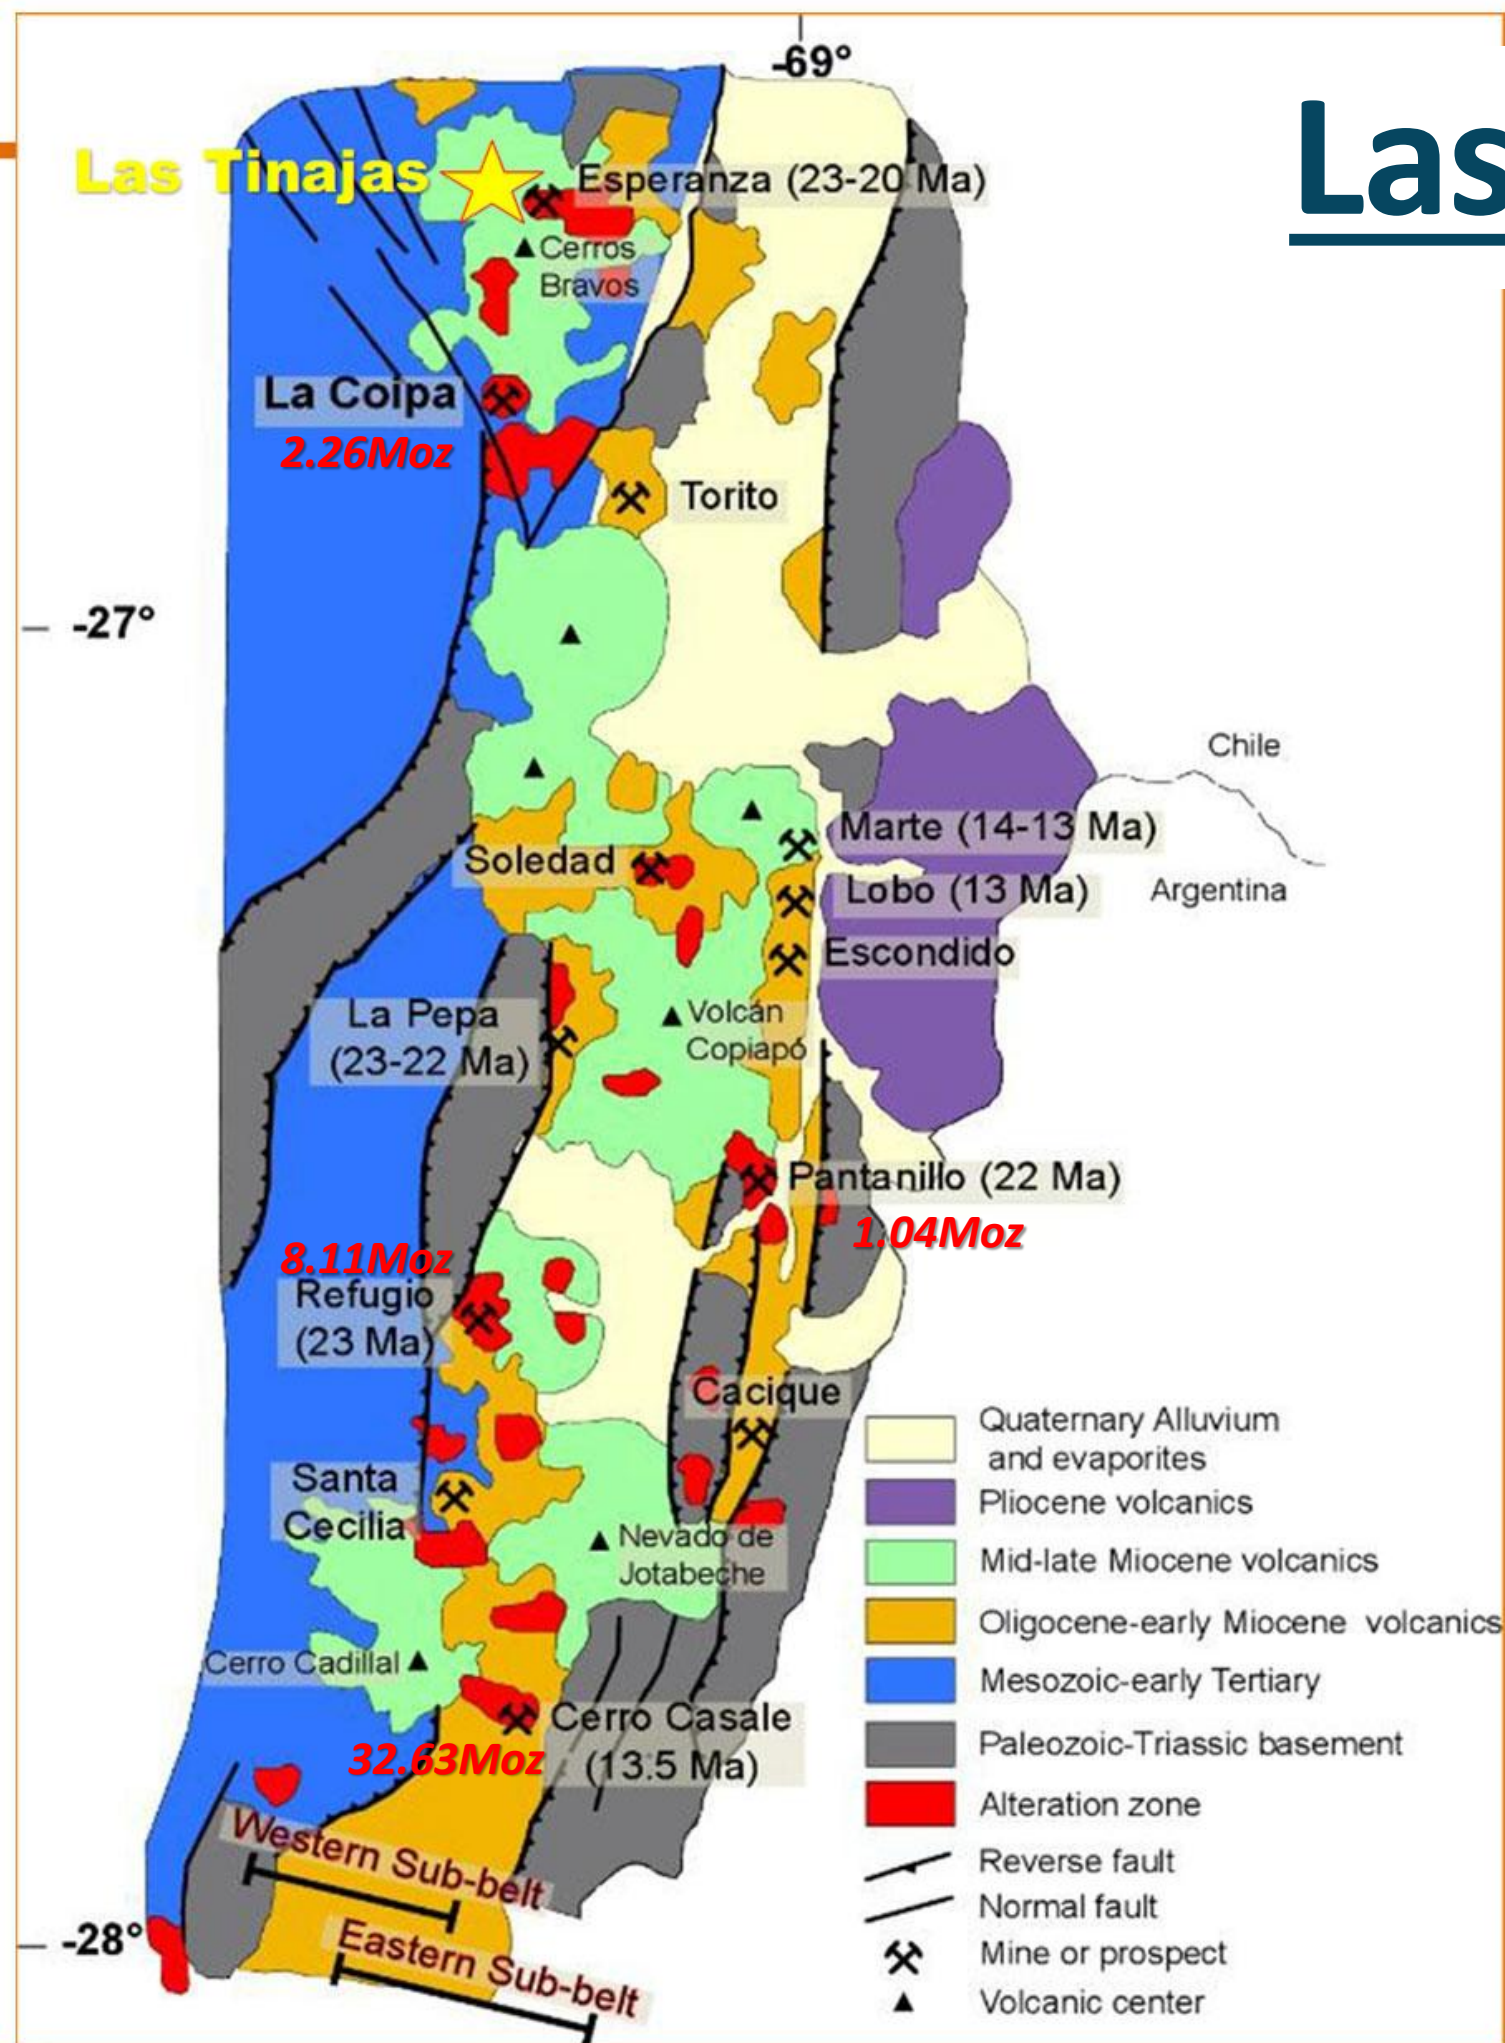 -69°
Las
Las Tinajas
Esperanza (23-20 Ma)
Cerros
Bravos
La Coipa
2.26Moz
Torito
-27°
Chile
Marte (14-13 Ma)
Soledad
Lobo (13 Ma)
Argentina
Escondido
La Pepa
(23-22 Ma)
Volcán
Copiapó
Pantanillo (22 Ma)
1.04Moz
8.11Moz
Refugio
(23 Ma)
Cacique
Santa
Cecilia
Nevado de
Jotabeche
Cerro Cadillal
Cerro Casale
(13.5 Ma)
32.63Moz
Western Sub-belt
Eastern Sub-belt
-28°
Quaternary Alluvium
and evaporites
Pliocene volcanics
Mid-late Miocene volcanics
Oligocene-early Miocene volcanics
Mesozoic-early Tertiary
Paleozoic-Triassic basement
Alteration zone
Reverse fault
Normal fault
Mine or prospect
Volcanic center